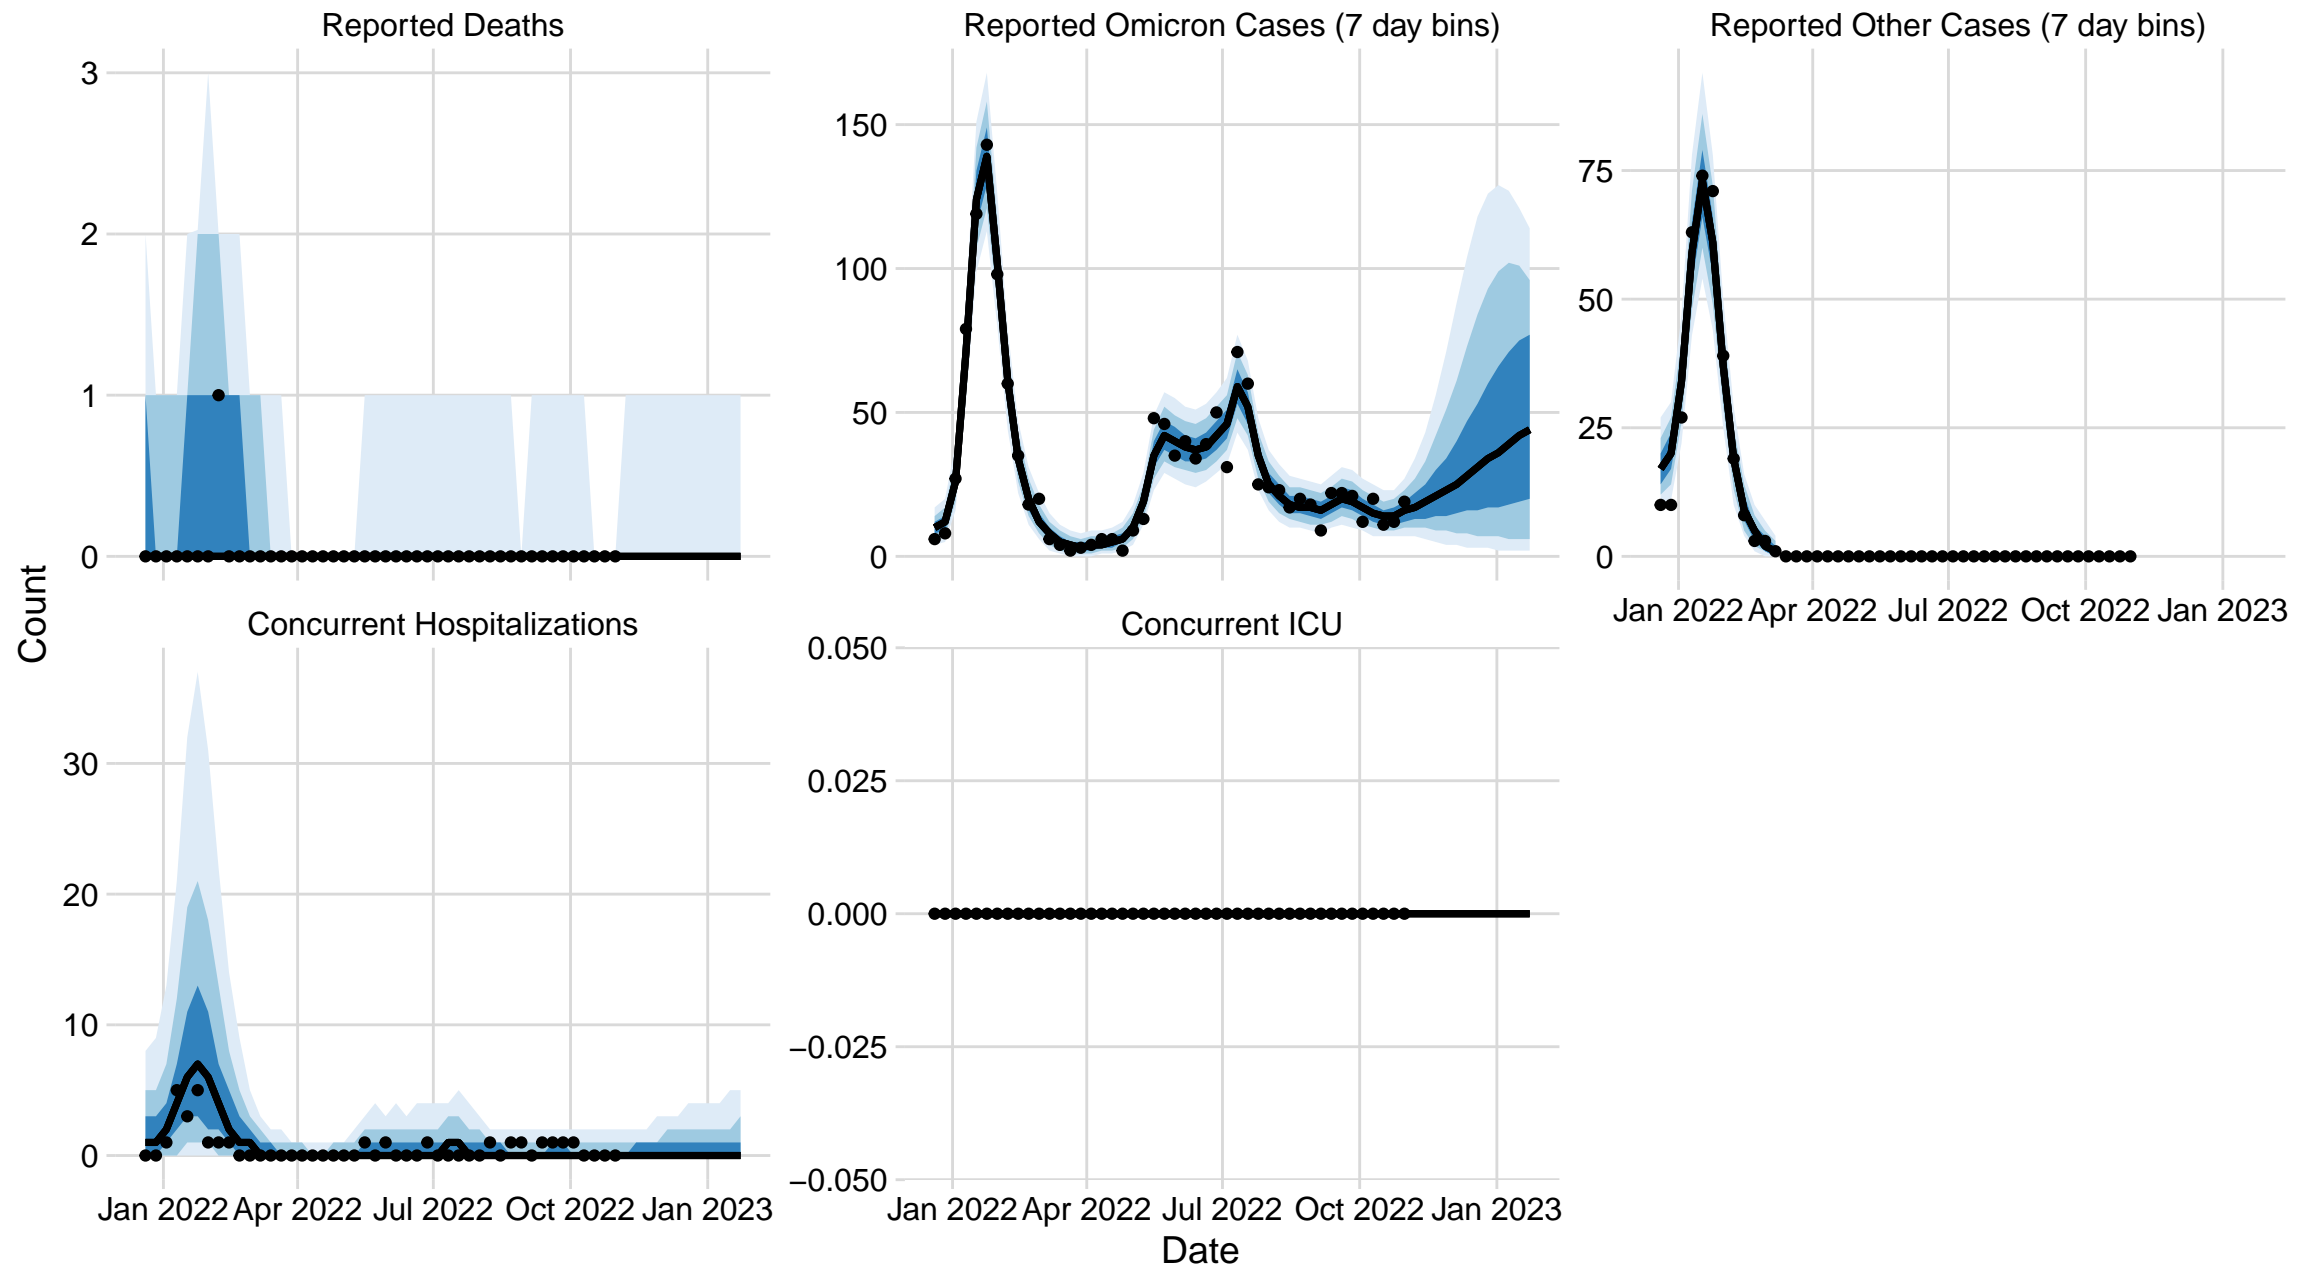 Reported Deaths
3
2
1
0
Reported Omicron Cases (7 day bins)
150
100
50
0
Reported Other Cases (7 day bins)
75
50
25
0
Jan 2022 Apr 2022 Jul 2022 Oct 2022 Jan 2023
Count
Concurrent Hospitalizations
30
20
10
0
Jan 2022 Apr 2022 Jul 2022 Oct 2022 Jan 2023
Concurrent ICU
0.050
0.025
0.000
−0.025
−0.050
Jan 2022 Apr 2022 Jul 2022 Oct 2022 Jan 2023
Date